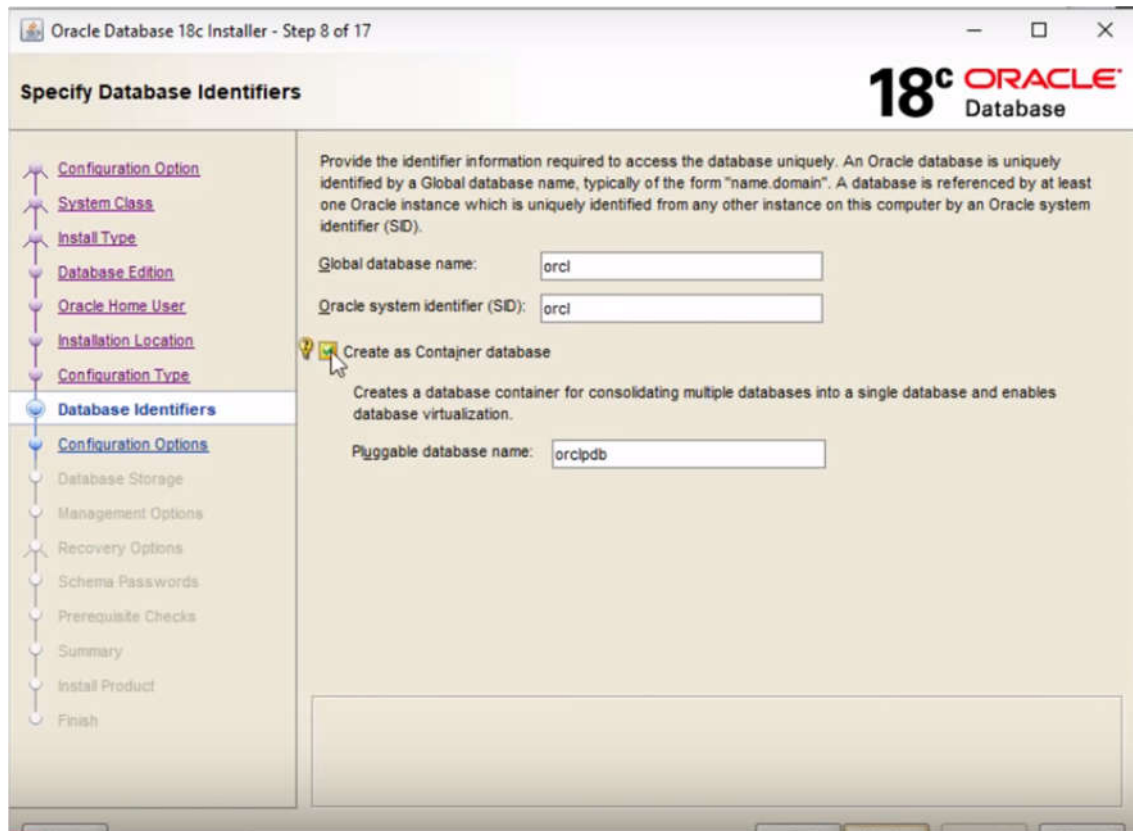 Oracle Database 18c Installer - Step 8 of 17
Specify Database Identifiers
18c ORACLE
Database
Configuration Option
System Class
Install Type
Database Edition
Oracle Home User
Installation Location
Configuration Type
Database Identifiers
Configuration Options
Database Storage
Management Options
Recovery Options
Schema Passwords
Prerequisite Checks
Summary
Install Product
Finish
Provide the identifier information required to access the database uniquely. An Oracle database is uniquely
identified by a Global database name, typically of the form "name.domain". A database is referenced by at least
one Oracle instance which is uniquely identified from any other instance on this computer by an Oracle system
identifier (SID).
Global database name: orcl
Oracle system identifier (SID): orcl
Create as Container database
Creates a database container for consolidating multiple databases into a single database and enables
database virtualization.
Pluggable database name: orclpdb